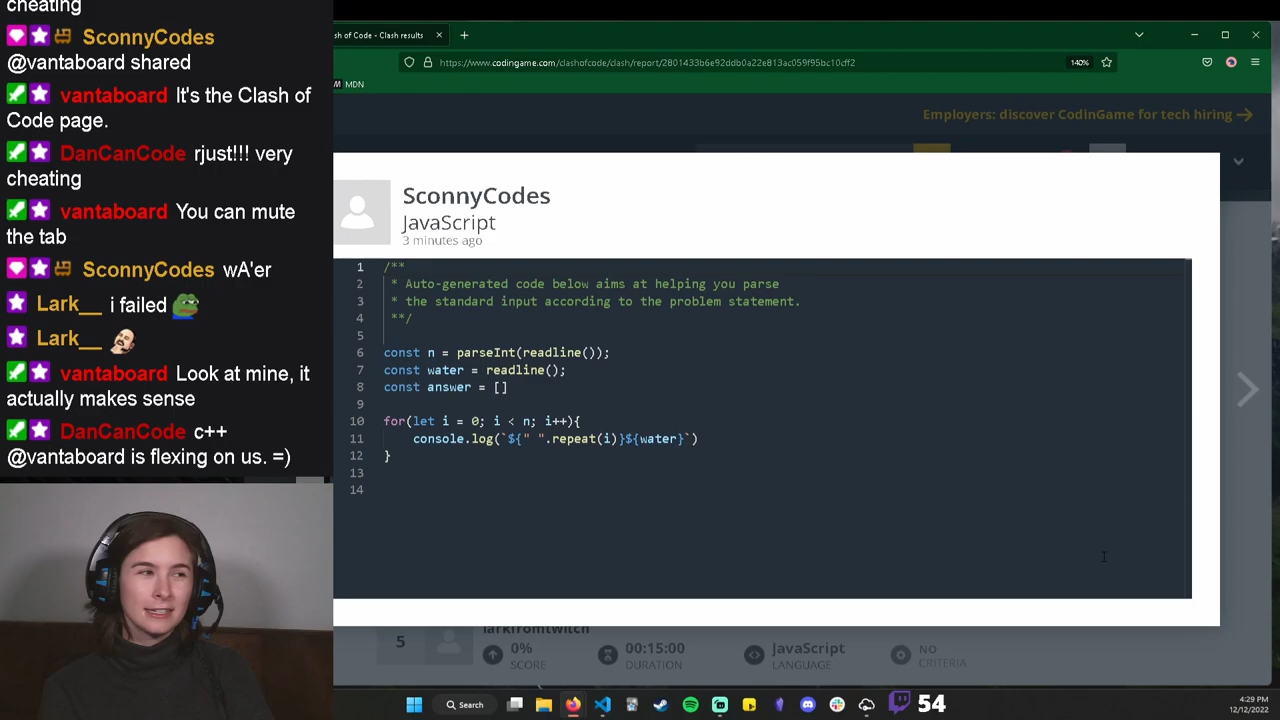 cheating
SconnyCodes
@vantaboard shared
vantaboard It's the Clash of
Code page.
DanCanCode rjust!!! very
cheating
vantaboard You can mute
the tab
SconnyCodes wA'er
Lark__ i failed
Lark__
vantaboard Look at mine, it
actually makes sense
DanCanCode c++
@vantaboard is flexing on us. =)
sh of Code - Clash results
https://www.codingame.com/clashofcode/clash/report/2801433b6e92ddb0a22e813ac059f95bc10cff2
140%
MDN
Employers: discover CodinGame for tech hiring
SconnyCodes
JavaScript
3 minutes ago
1 /**
2 * Auto-generated code below aims at helping you parse
3 * the standard input according to the problem statement.
4 **/
5
6 const n = parseInt(readline());
7 const water = readline();
8 const answer = []
9
10 for(let i = 0; i < n; i++){
11 console.log(`${" ".repeat(i)}${water}`)
12 }
13
14
5
larkfromtwitch
0%
SCORE
00:15:00
DURATION
JavaScript
LANGUAGE
NO
CRITERIA
Search
54
4:29 PM
12/12/2022